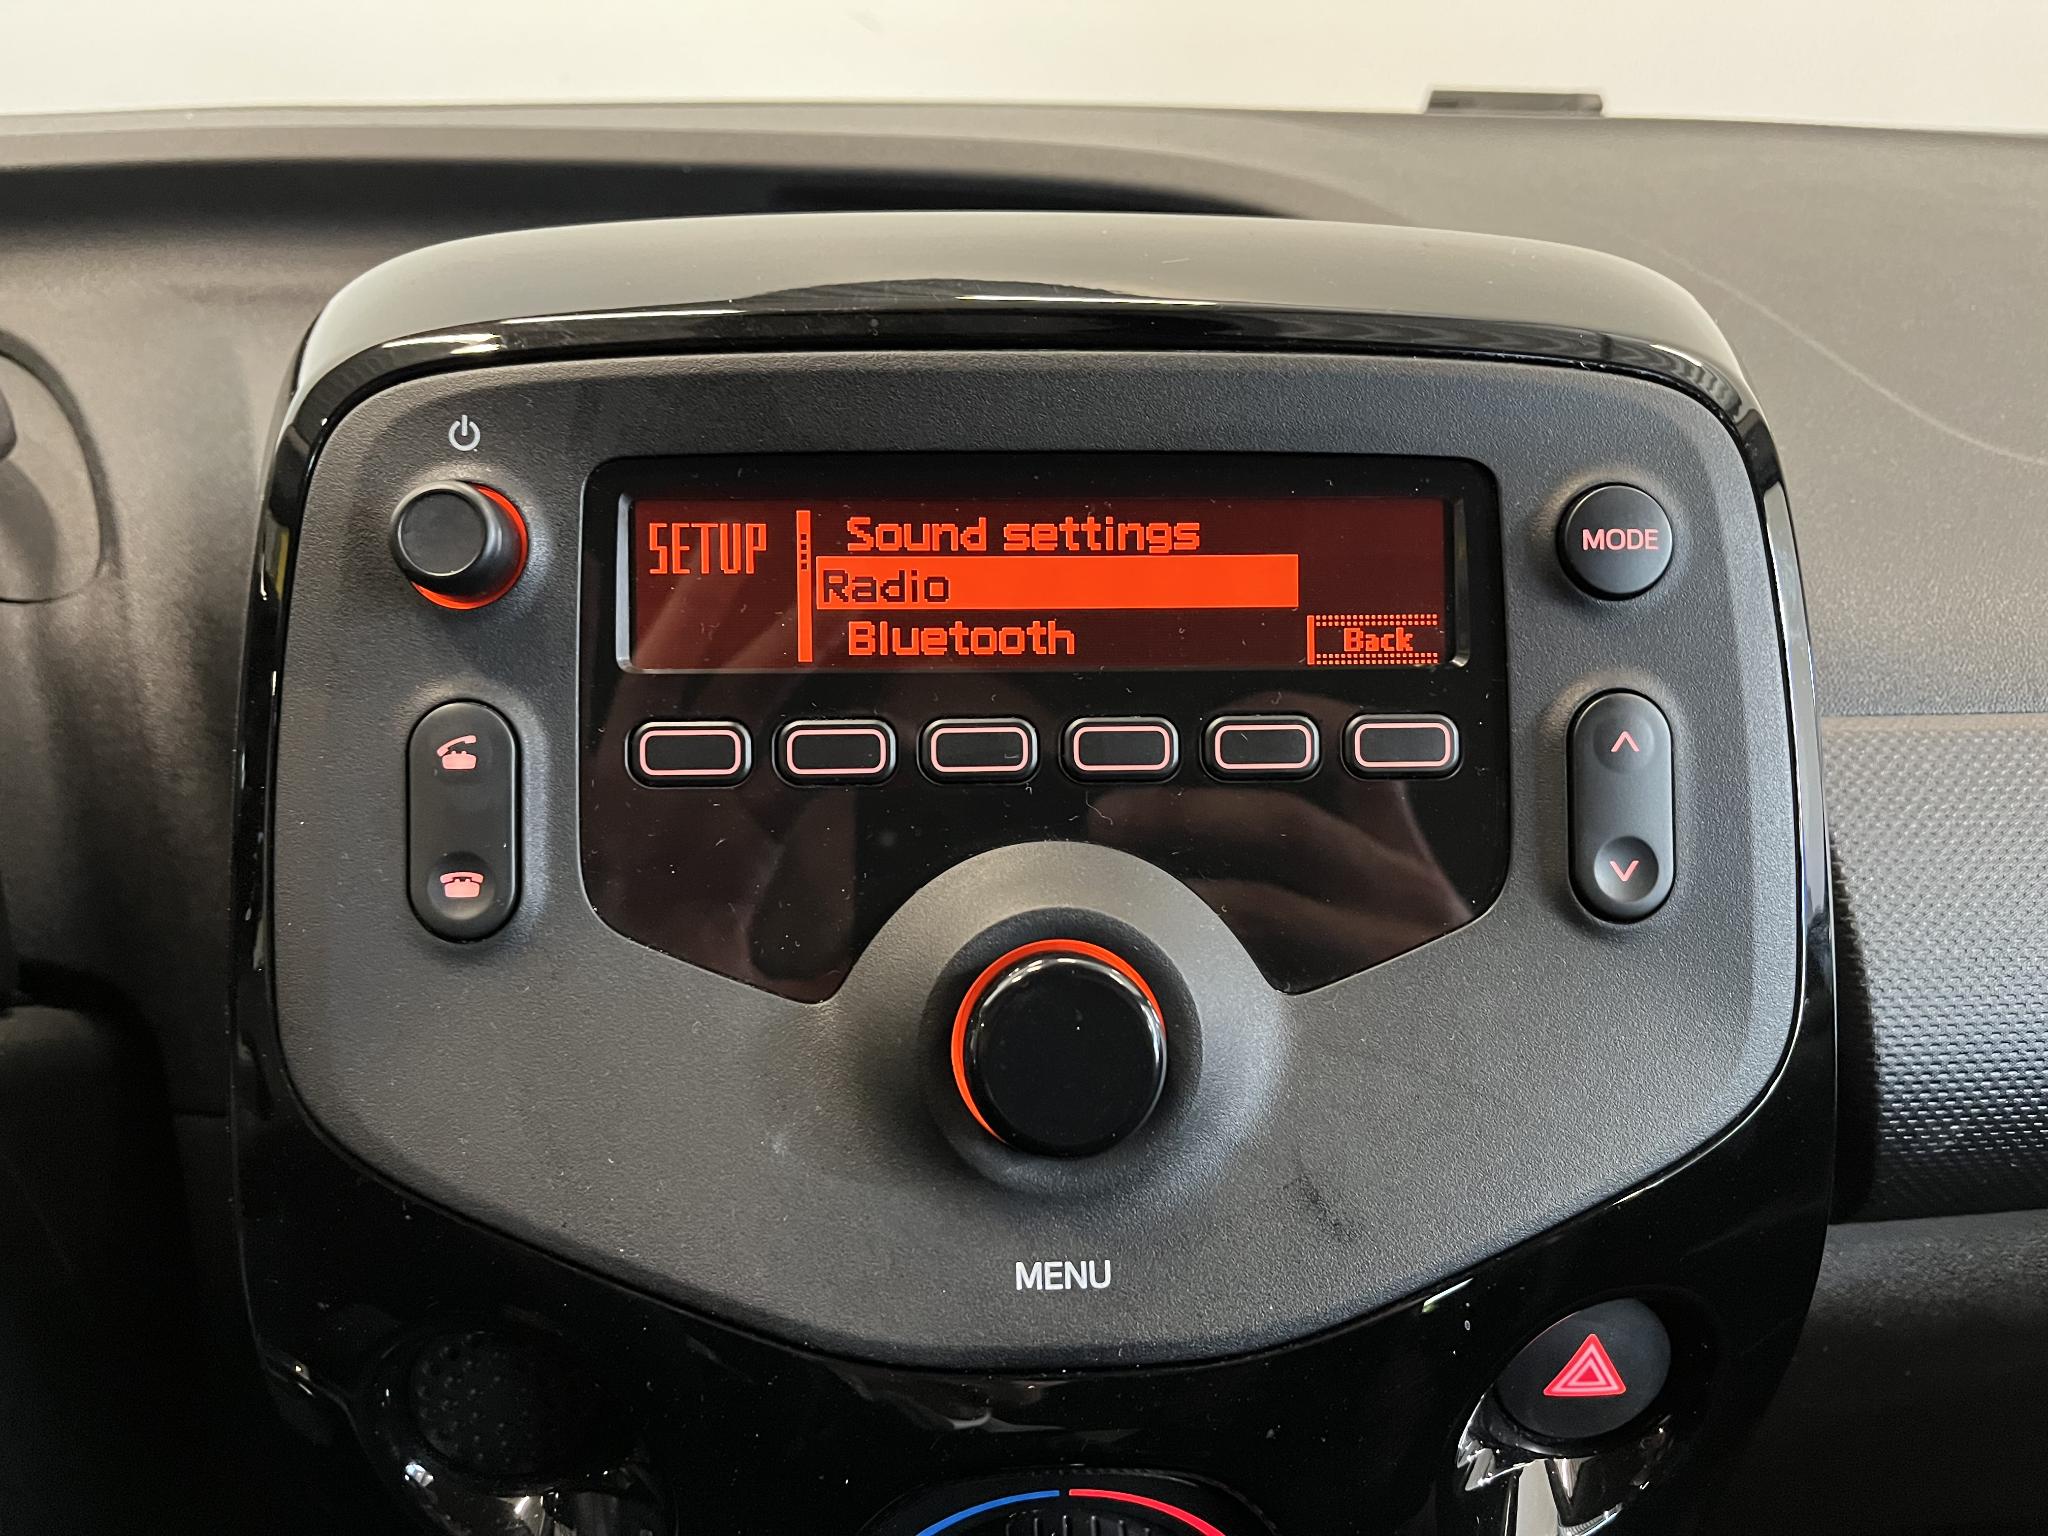 SETUP
Sound settings
Radio
Bluetooth
Back
MODE
MENU